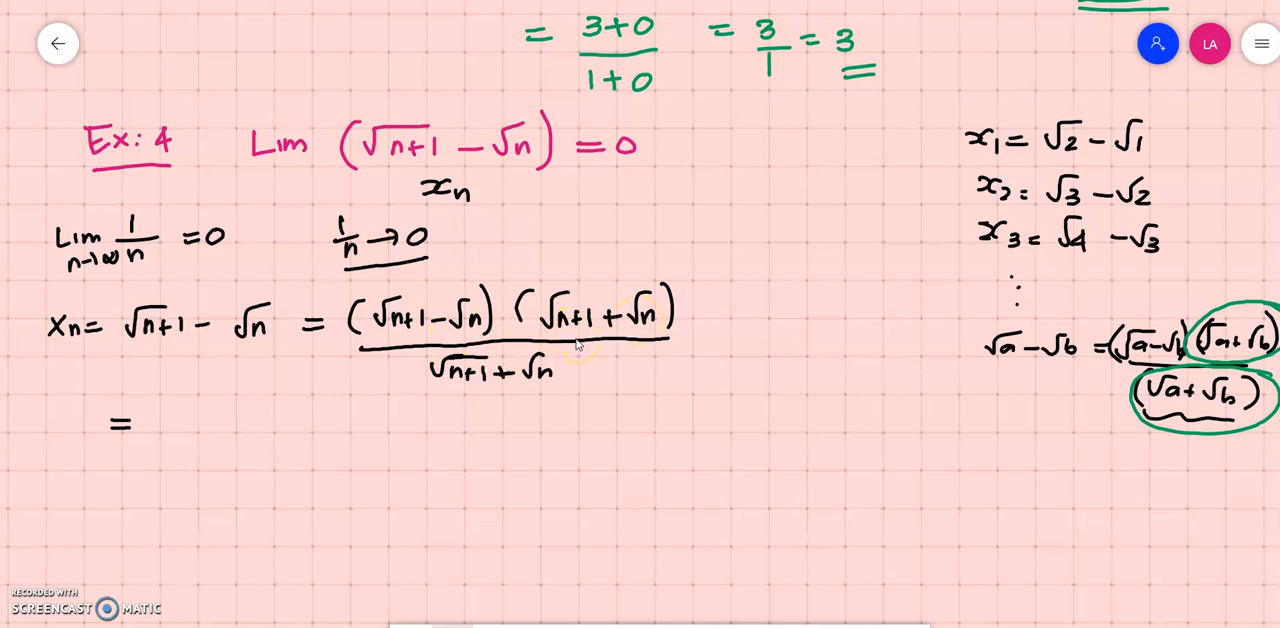 = 3+0 / 1+0 = 3/1 = 3
LA
Ex: 4 Lim (√n+1 − √n) = 0
xn
Lim n→∞ 1/n = 0 1/n → 0
Xn = √n+1 − √n = (√n+1 − √n) (√n+1 + √n) / √n+1 + √n
=
x1 = √2 − √1
x2 = √3 − √2
x3 = √4 − √3
⋮
√a − √b = (√a − √b) (√a + √b) / (√a + √b)
RECORDED WITH
SCREENCAST MATIC